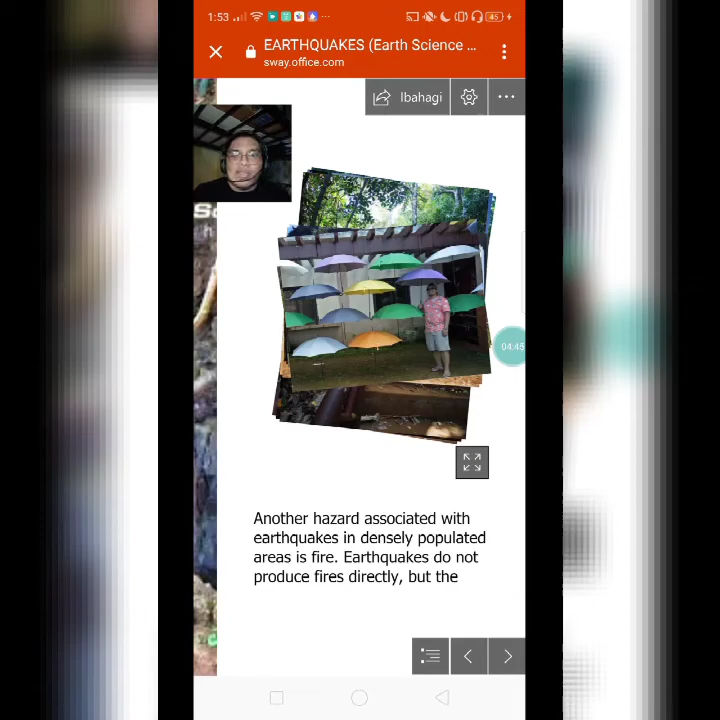 1:53
45
EARTHQUAKES (Earth Science ...
sway.office.com
Ibahagi
04:45
Another hazard associated with
earthquakes in densely populated
areas is fire. Earthquakes do not
produce fires directly, but the